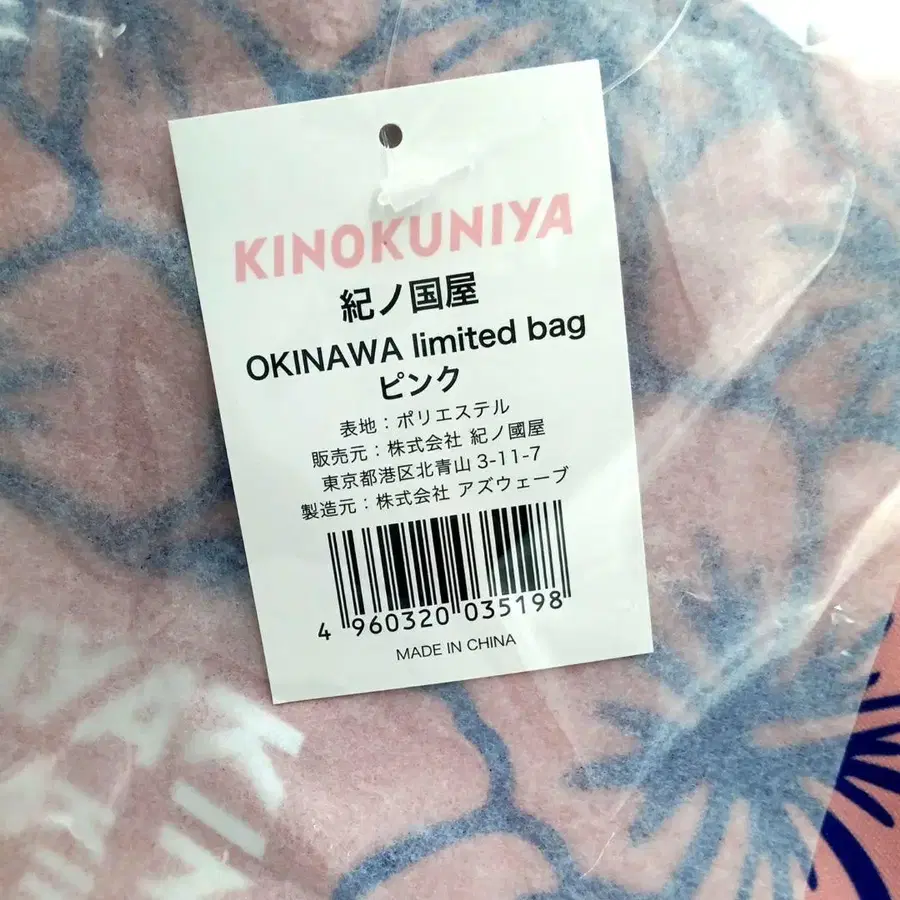 KINOKUNIYA
紀ノ国屋
OKINAWA limited bag
ピンク
表地：ポリエステル
販売元：株式会社 紀ノ國屋
東京都港区北青山 3-11-7
製造元：株式会社 アズウェーブ
4 960320 035198
MADE IN CHINA